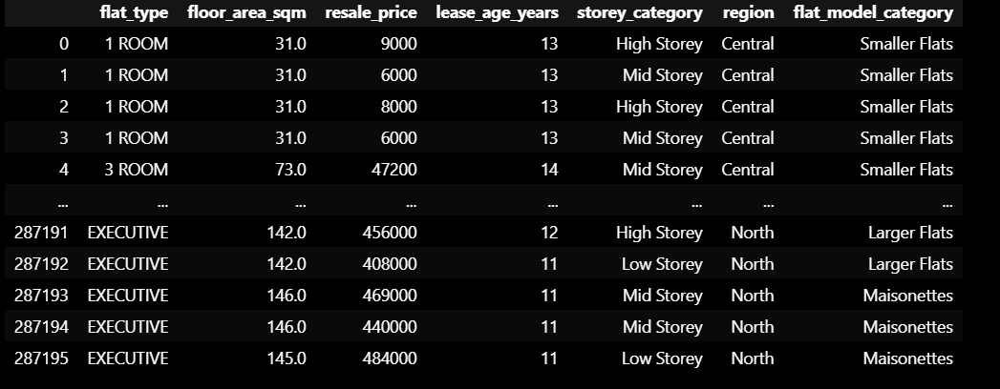 flat_type floor_area_sqm resale_price lease_age_years storey_category region flat_model_category
0 1 ROOM 31.0 9000 13 High Storey Central Smaller Flats
1 1 ROOM 31.0 6000 13 Mid Storey Central Smaller Flats
2 1 ROOM 31.0 8000 13 High Storey Central Smaller Flats
3 1 ROOM 31.0 6000 13 Mid Storey Central Smaller Flats
4 3 ROOM 73.0 47200 14 Mid Storey Central Smaller Flats
... ... ... ... ... ... ... ...
287191 EXECUTIVE 142.0 456000 12 High Storey North Larger Flats
287192 EXECUTIVE 142.0 408000 11 Low Storey North Larger Flats
287193 EXECUTIVE 146.0 469000 11 Mid Storey North Maisonettes
287194 EXECUTIVE 146.0 440000 11 Mid Storey North Maisonettes
287195 EXECUTIVE 145.0 484000 11 Low Storey North Maisonettes